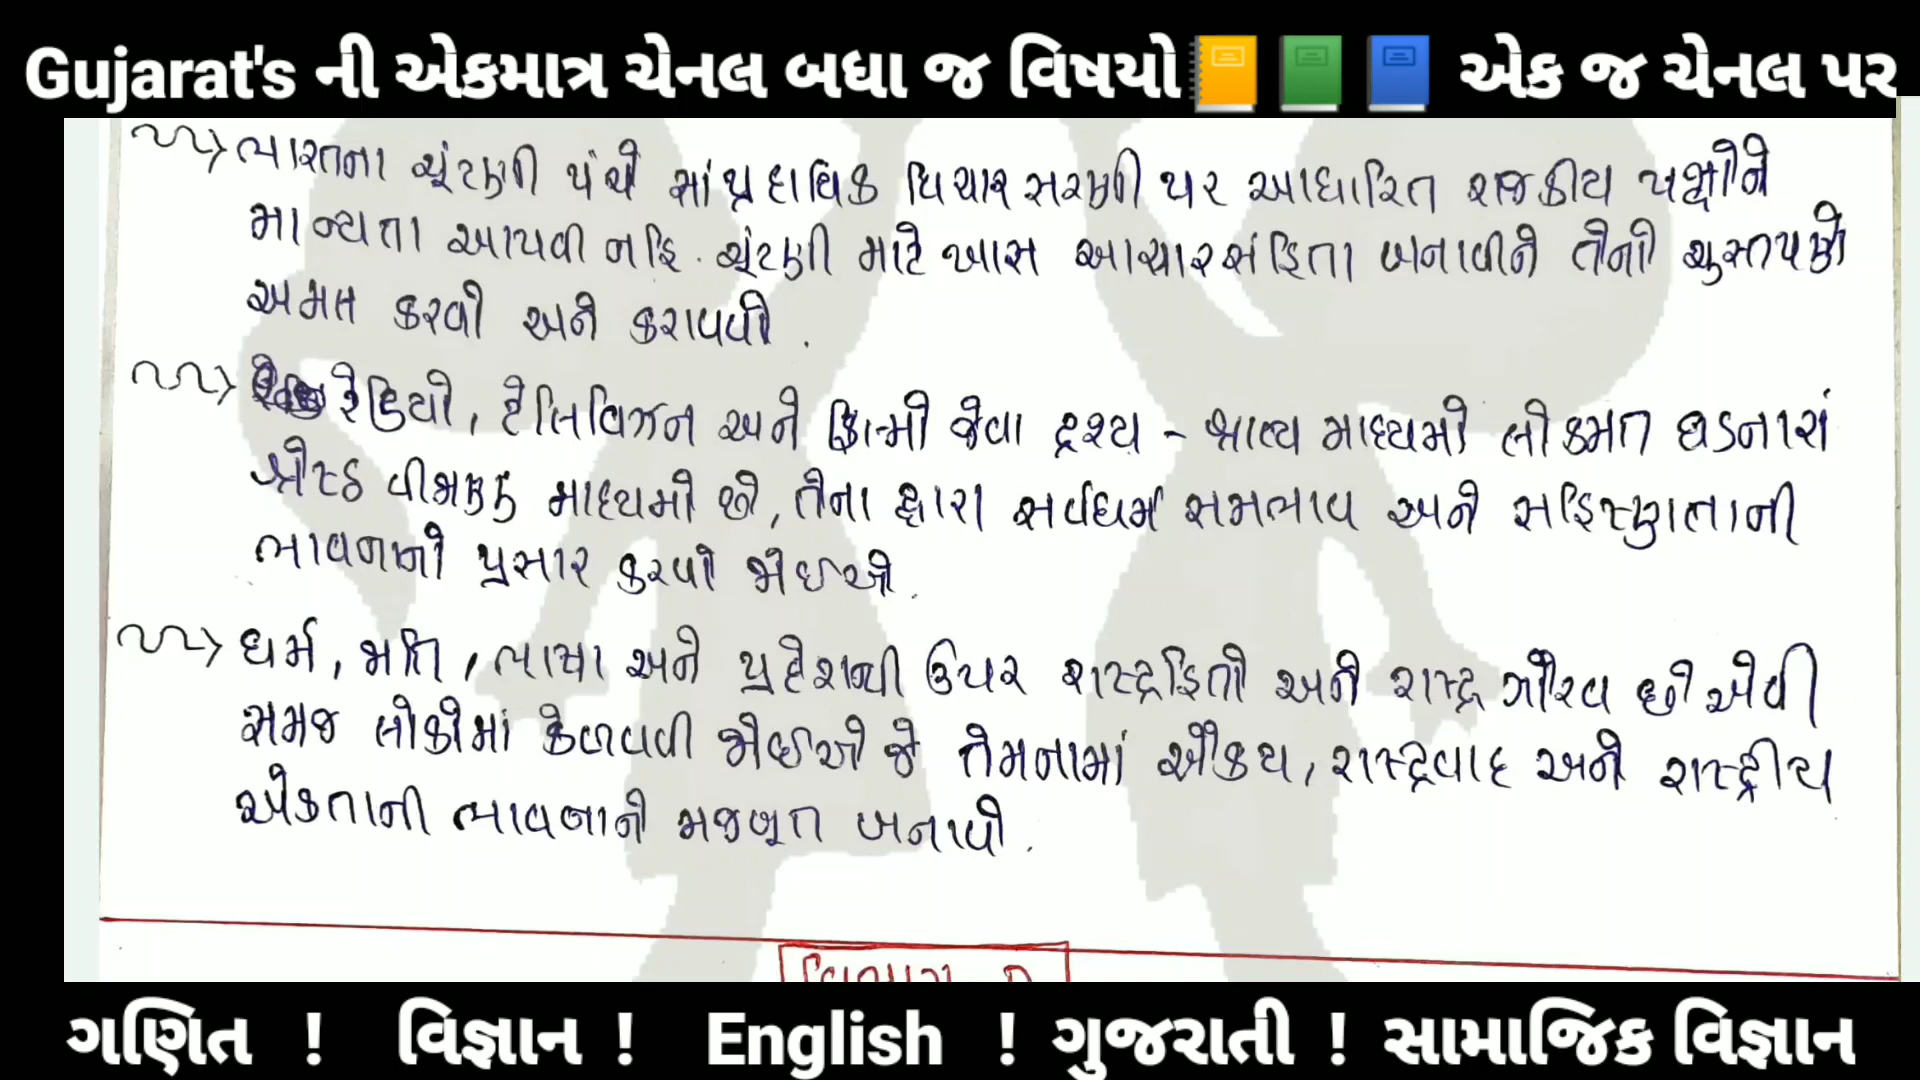 Gujarat's ની એકમાત્ર ચેનલ બધા જ વિષયો📒📗📘 એક જ ચેનલ પર
ભારતના ચૂંટણી પંચે સાંપ્રદાયિક વિચારસરણી પર આધારિત રાજકીય પક્ષોને
માન્યતા આપવી નહિ. ચૂંટણી માટે ખાસ આચારસંહિતા બનાવીને તેનો ચુસ્તપણે
અમલ કરવો અને કરાવવો.
રેડિયો, ટેલિવિઝન અને ફિલ્મો જેવા દ્રશ્ય - શ્રાવ્ય માધ્યમો લોકમત ઘડનારાં
માધ્યમો છે, તેના દ્વારા સર્વધર્મ સમભાવ અને સહિષ્ણુતાની
ભાવનાનો પ્રસાર કરવો જોઈએ.
ધર્મ, જાતિ, ભાષા અને પ્રદેશની ઉપર રાષ્ટ્રહિતો અને રાષ્ટ્ર ગૌરવ છે એવી
સમજ લોકોમાં કેળવવી જોઈએ જે તેમનામાં ઐક્ય, રાષ્ટ્રવાદ અને રાષ્ટ્રીય
એકતાની ભાવનાને મજબૂત બનાવે.
ગણિત ! વિજ્ઞાન ! English ! ગુજરાતી ! સામાજિક વિજ્ઞાન